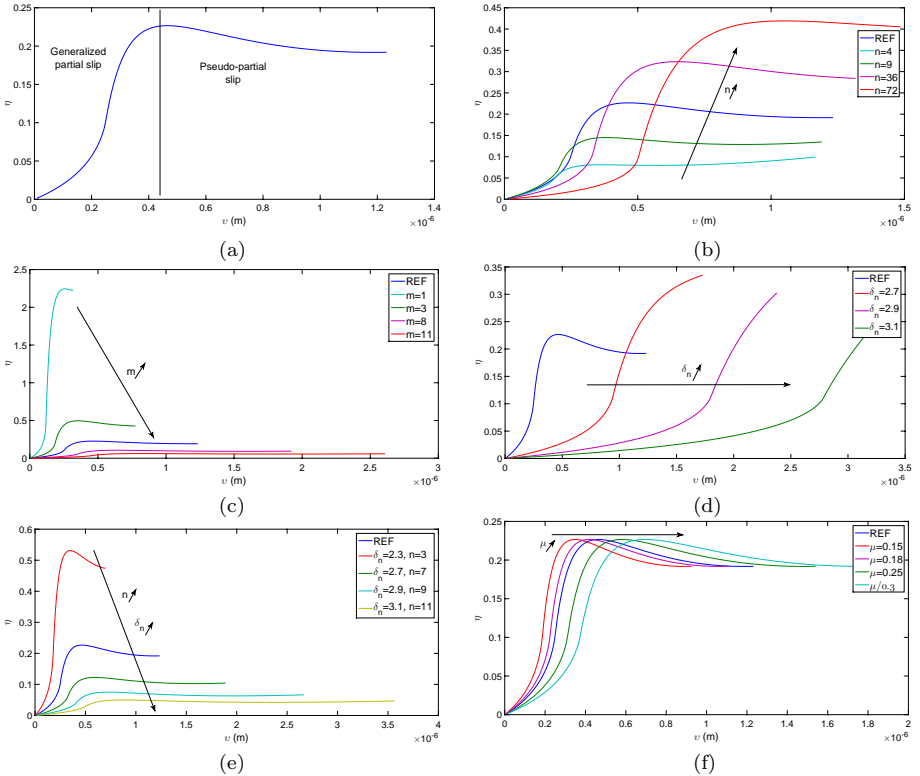 0.25
0.2
0.15
0.1
0.05
0
η
Generalized
partial slip
Pseudo-partial
slip
0 0.2 0.4 0.6 0.8 1 1.2 1.4
υ (m)
×10⁻⁶
(a)
0.45
0.4
0.35
0.3
0.25
0.2
0.15
0.1
0.05
0
η
n
REF
n=4
n=9
n=36
n=72
0 0.5 1 1.5
υ (m)
×10⁻⁶
(b)
2.5
2
1.5
1
0.5
0
η
m
REF
m=1
m=3
m=8
m=11
0 0.5 1 1.5 2 2.5 3
υ (m)
×10⁻⁶
(c)
0.35
0.3
0.25
0.2
0.15
0.1
0.05
0
η
δₙ
REF
δₙ=2.7
δₙ=2.9
δₙ=3.1
0 0.5 1 1.5 2 2.5 3 3.5
υ (m)
×10⁻⁶
(d)
0.6
0.5
0.4
0.3
0.2
0.1
0
η
n
δₙ
REF
δₙ=2.3, n=3
δₙ=2.7, n=7
δₙ=2.9, n=9
δₙ=3.1, n=11
0 0.5 1 1.5 2 2.5 3 3.5 4
υ (m)
×10⁻⁶
(e)
0.25
0.2
0.15
0.1
0.05
0
η
μ
REF
μ=0.15
μ=0.18
μ=0.25
μ/0.3
0 0.2 0.4 0.6 0.8 1 1.2 1.4 1.6 1.8 2
υ (m)
×10⁻⁶
(f)